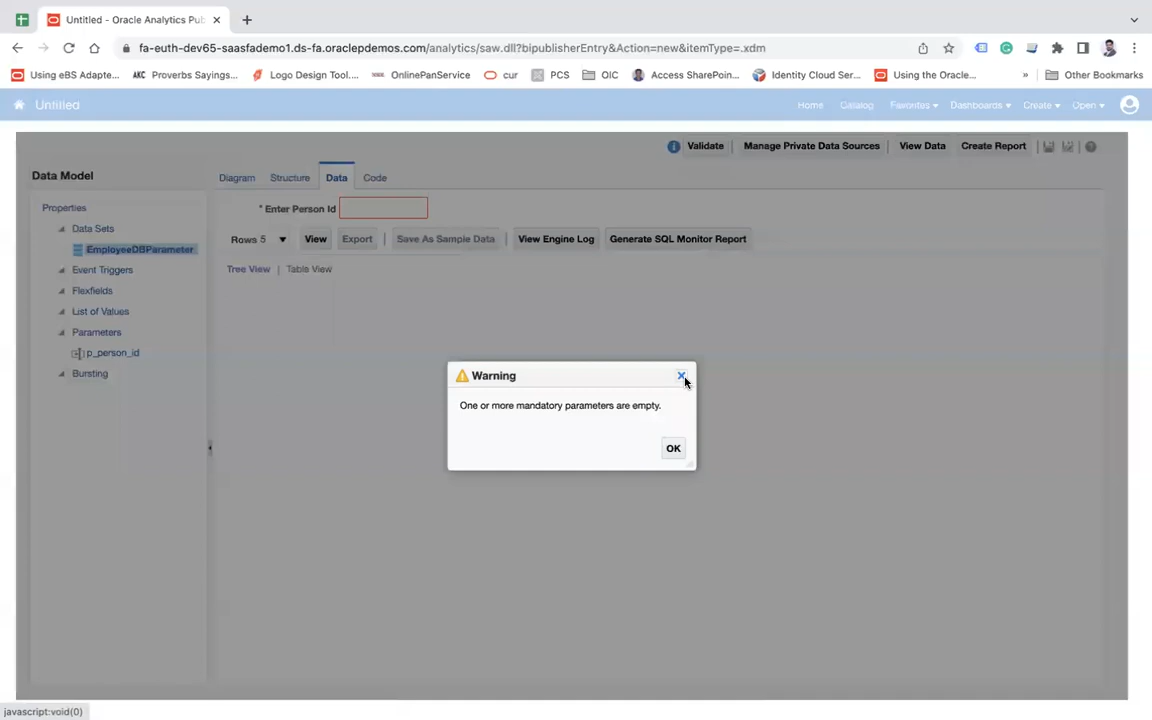 Untitled - Oracle Analytics Pub
fa-euth-dev65-saasfademo1.ds-fa.oraclepdemos.com/analytics/saw.dll?bipublisherEntry&Action=new&itemType=.xdm
Using eBS Adapte... AKC Proverbs Sayings... Logo Design Tool.... OnlinePanService cur PCS OIC Access SharePoin... Identity Cloud Ser... Using the Oracle... » Other Bookmarks
Untitled Home Catalog Favorites Dashboards Create Open
Validate Manage Private Data Sources View Data Create Report
Data Model
Diagram Structure Data Code
Properties
* Enter Person Id
Data Sets
Rows 5 View Export Save As Sample Data View Engine Log Generate SQL Monitor Report
EmployeeDBParameter
Tree View | Table View
Event Triggers
Flexfields
List of Values
Parameters
p_person_id
Bursting
Warning
One or more mandatory parameters are empty.
OK
javascript:void(0)